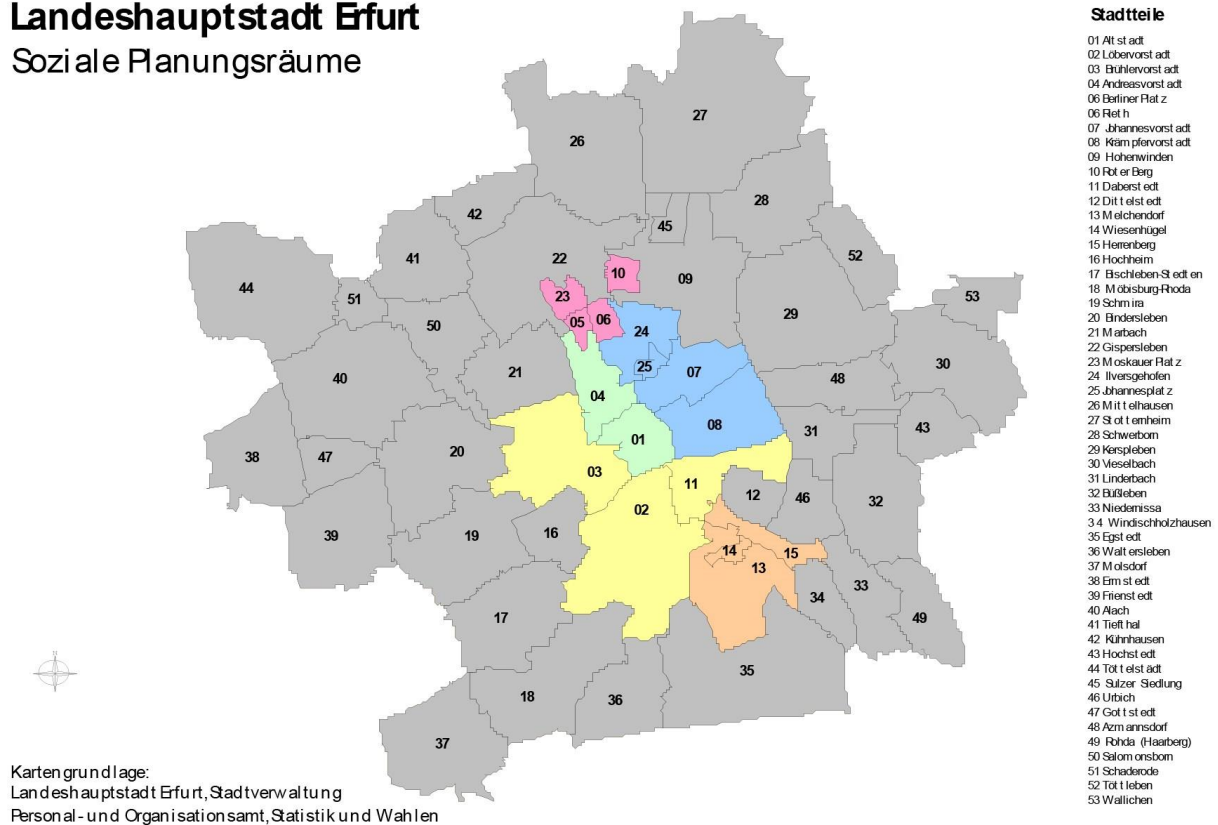 Landeshauptstadt Erfurt
Soziale Planungsräume
Stadtteile
01 Altstadt
02 Löbervorstadt
03 Brühlervorstadt
04 Andreasvorstadt
06 Berliner Platz
06 Rieth
07 Johannesvorstadt
08 Krämpfervorstadt
09 Hohenwinden
10 Roter Berg
11 Daberstedt
12 Dittelstedt
13 Melchendorf
14 Wiesenhügel
15 Herrenberg
16 Hochheim
17 Bischleben-Stedten
18 Möbisburg-Rhoda
19 Schmira
20 Bindersleben
21 Marbach
22 Gispersleben
23 Moskauer Platz
24 Ilversgehofen
25 Johannesplatz
26 Mittelhausen
27 Stotternheim
28 Schwerborn
29 Kerspleben
30 Vieselbach
31 Linderbach
32 Büßleben
33 Niedernissa
34 Windischholzhausen
35 Egstedt
36 Waltersleben
37 Molsdorf
38 Ermstedt
39 Frienstedt
40 Alach
41 Tiefthal
42 Kühnhausen
43 Hochstedt
44 Töttelstädt
45 Sulzer Siedlung
46 Urbich
47 Gottstedt
48 Azmannsdorf
49 Rohda (Haarberg)
50 Salomonsborn
51 Schaderode
52 Töttleben
53 Wallichen
27
26
28
42
45
41
22
52
10
09
44
23
53
51
50
05
06
24
29
25
07
30
40
21
48
04
08
43
01
31
38
47
20
03
11
12
46
32
02
39
19
16
14
15
13
33
34
17
49
35
18
36
37
N
Kartengrundlage:
Landeshauptstadt Erfurt, Stadtverwaltung
Personal- und Organisationsamt, Statistik und Wahlen